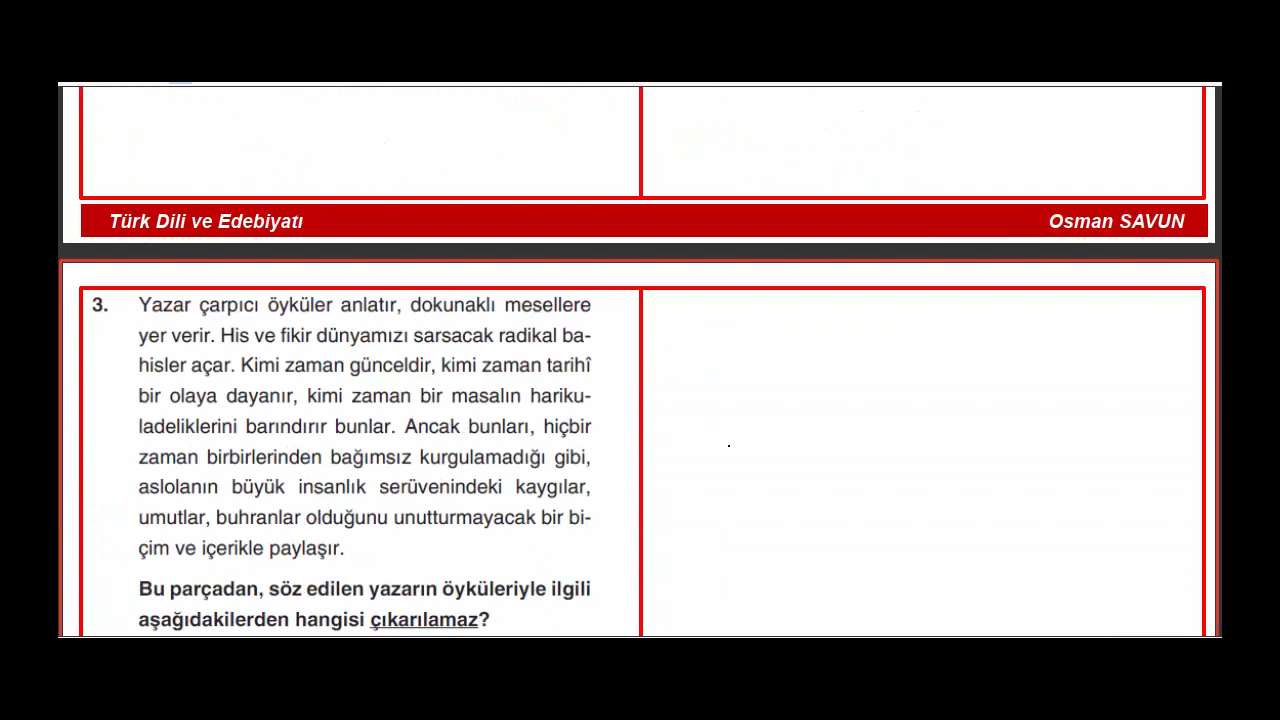 Türk Dili ve Edebiyatı
Osman SAVUN
3. Yazar çarpıcı öyküler anlatır, dokunaklı mesellere
yer verir. His ve fikir dünyamızı sarsacak radikal ba-
hisler açar. Kimi zaman günceldir, kimi zaman tarihî
bir olaya dayanır, kimi zaman bir masalın hariku-
ladeliklerini barındırır bunlar. Ancak bunları, hiçbir
zaman birbirlerinden bağımsız kurgulamadığı gibi,
aslolanın büyük insanlık serüvenindeki kaygılar,
umutlar, buhranlar olduğunu unutturmayacak bir bi-
çim ve içerikle paylaşır.
Bu parçadan, söz edilen yazarın öyküleriyle ilgili
aşağıdakilerden hangisi çıkarılamaz?